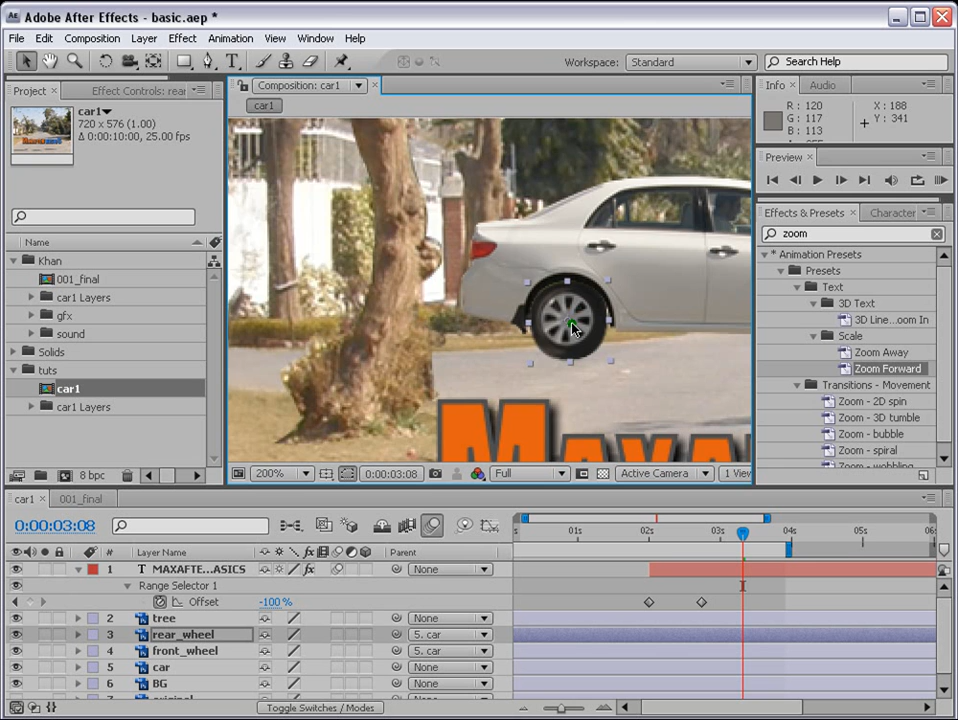 Adobe After Effects - basic.aep *
File Edit Composition Layer Effect Animation View Window Help
Workspace: Standard Search Help
Project × Effect Controls: rear
car1▼
720 x 576 (1.00)
Δ 0:00:10:00, 25.00 fps
Name
Khan
001_final
car1 Layers
gfx
sound
Solids
tuts
car1
car1 Layers
8 bpc
Composition: car1 ×
car1
MAXA
200% 0:00:03:08 Full Active Camera 1 View
Info × Audio
R : 120 X : 188
G : 117 Y : 341
B : 113
Preview ×
Effects & Presets × Character
zoom
* Animation Presets
Presets
Text
3D Text
3D Line...oom In
Scale
Zoom Away
Zoom Forward
Transitions - Movement
Zoom - 2D spin
Zoom - 3D tumble
Zoom - bubble
Zoom - spiral
Zoom - wobbling
car1 × 001_final
0:00:03:08
01s 02s 03s 04s 05s 06s
# Layer Name Parent
1 T MAXAFTE...ASICS None
Range Selector 1
Offset -100 %
2 tree None
3 rear_wheel 5. car
4 front_wheel 5. car
5 car None
6 BG None
Toggle Switches / Modes